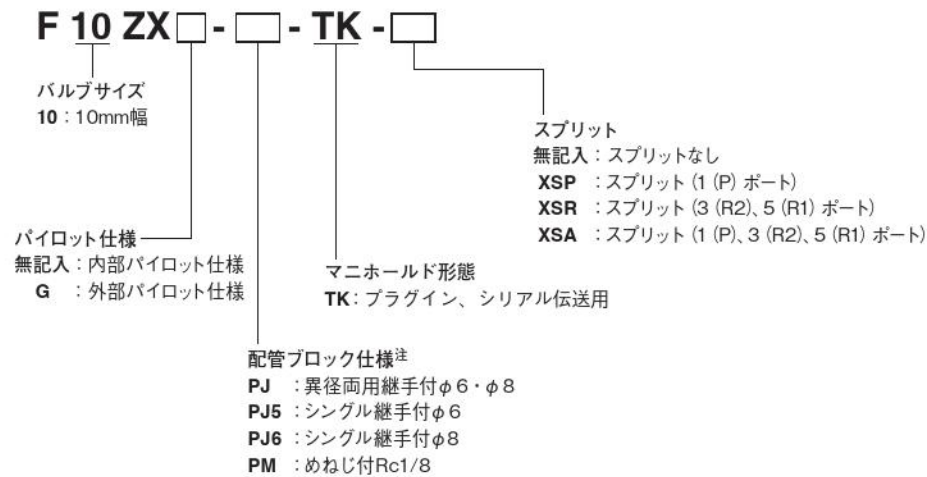 F 10 ZX□ - □ - TK - □
バルブサイズ
10：10mm幅
スプリット
無記入：スプリットなし
XSP ：スプリット (1 (P) ポート)
XSR ：スプリット (3 (R2)、5 (R1) ポート)
XSA ：スプリット (1 (P)、3 (R2)、5 (R1) ポート)
パイロット仕様
無記入：内部パイロット仕様
G ：外部パイロット仕様
マニホールド形態
TK：プラグイン、シリアル伝送用
配管ブロック仕様注
PJ ：異径両用継手付φ6・φ8
PJ5 ：シングル継手付φ6
PJ6 ：シングル継手付φ8
PM ：めねじ付Rc1/8